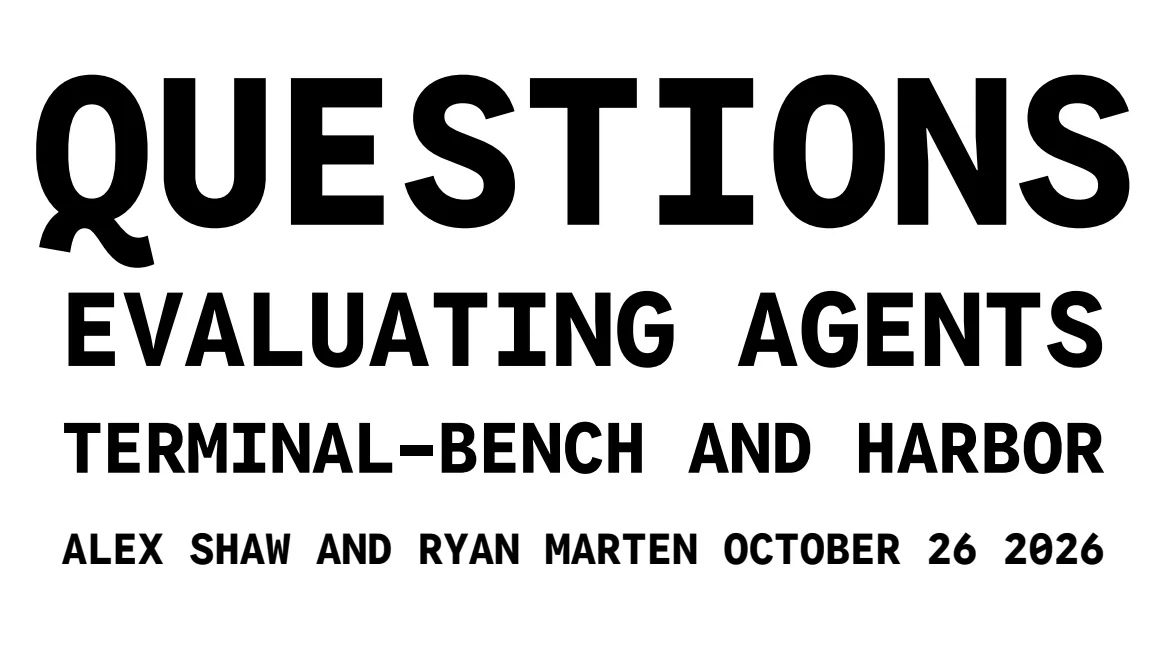 QUESTIONS
EVALUATING AGENTS
TERMINAL-BENCH AND HARBOR
ALEX SHAW AND RYAN MARTEN OCTOBER 26 2026